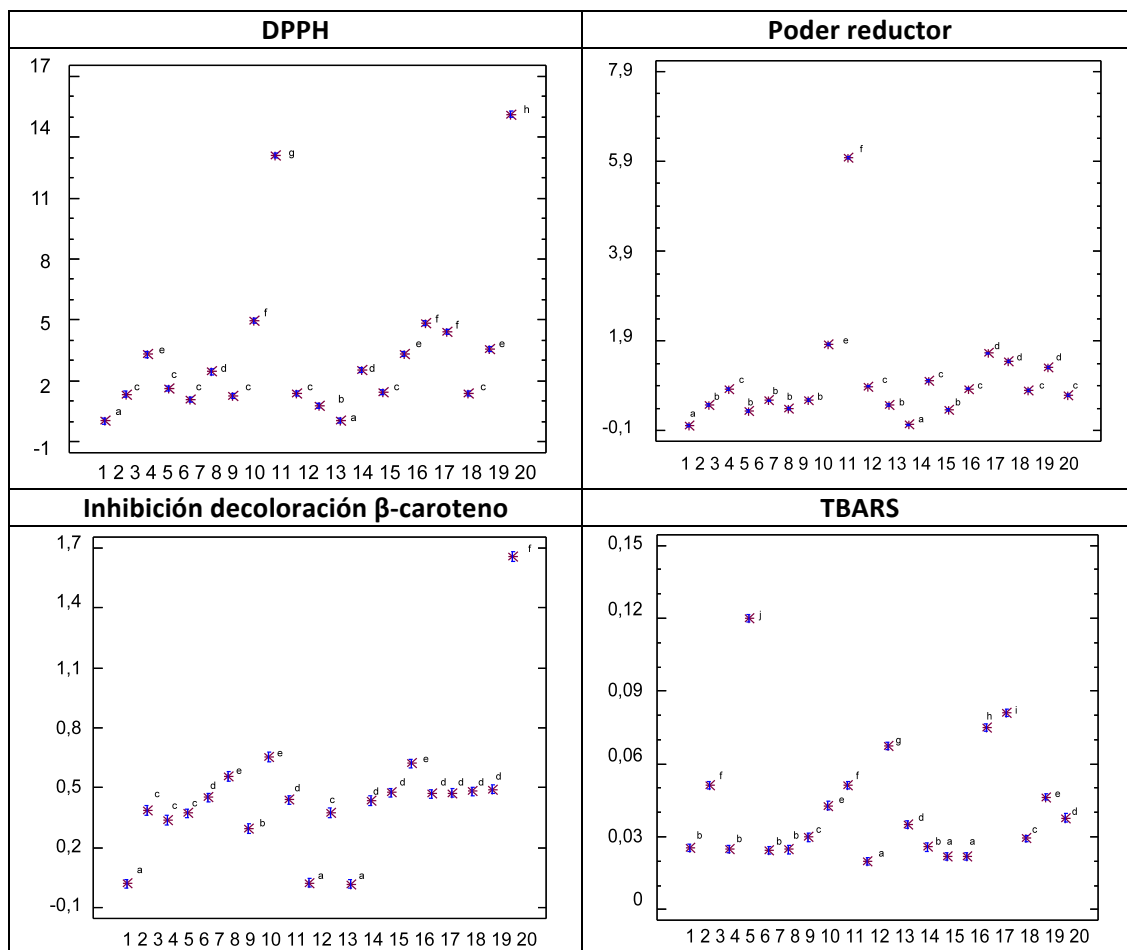 DPPH
Poder reductor
17
14
11
8
5
2
-1
a
c
e
c
c
d
c
f
g
c
b
a
d
c
e
f
f
c
e
h
1 2 3 4 5 6 7 8 9 10 11 12 13 14 15 16 17 18 19 20
7,9
5,9
3,9
1,9
-0,1
a
b
c
b
b
b
b
e
f
c
b
a
c
b
c
d
d
c
d
c
1 2 3 4 5 6 7 8 9 10 11 12 13 14 15 16 17 18 19 20
Inhibición decoloración β-caroteno
TBARS
1,7
1,4
1,1
0,8
0,5
0,2
-0,1
a
c
c
c
d
e
b
e
d
a
c
a
d
d
e
d
d
d
d
f
1 2 3 4 5 6 7 8 9 10 11 12 13 14 15 16 17 18 19 20
0,15
0,12
0,09
0,06
0,03
0
b
f
b
j
b
b
c
e
f
a
g
d
b
a
a
h
i
c
e
d
1 2 3 4 5 6 7 8 9 10 11 12 13 14 15 16 17 18 19 20